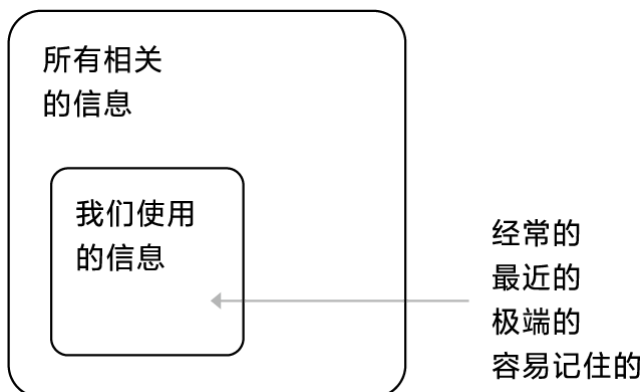 所有相关
的信息
我们使用
的信息
经常的
最近的
极端的
容易记住的